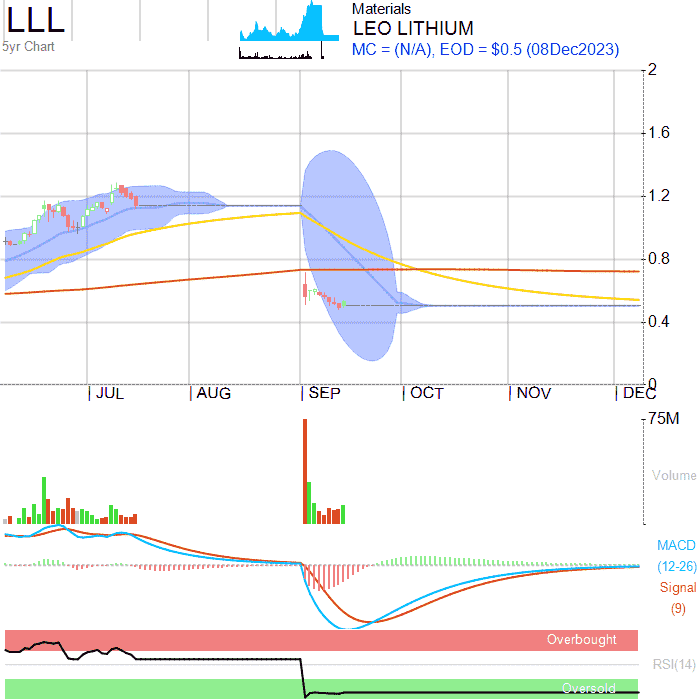 LLL
5yr Chart
Materials
LEO LITHIUM
MC = (N/A), EOD = $0.5 (08Dec2023)
2
1.6
1.2
0.8
0.4
0
JUL AUG SEP OCT NOV DEC
75M
Volume
MACD
(12-26)
Signal
(9)
Overbought
RSI(14)
Oversold